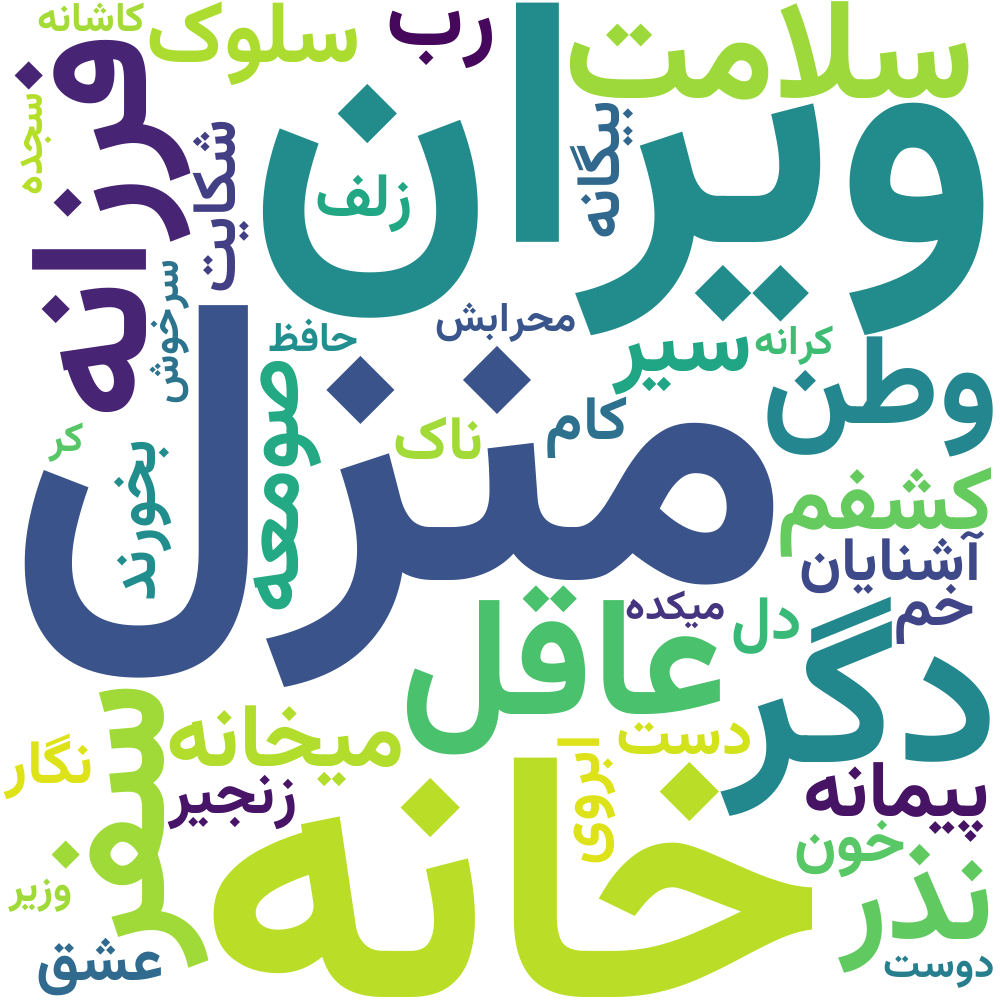 کاشانه
سلوک
رب
سلامت
ویران
فرزانه
سجده
شکایت
زلف
بیگانه
سرخوش
حافظ
محرابش
سیر
کرانه
وطن
منزل
صومعه
ناک
کام
کر
بخورند
کشفم
آشنایان
خم
میکده
دل
عاقل
دگر
سفر
میخانه
دست
نگار
زنجیر
ابروی
پیمانه
خانه
خون
نذر
وزیر
عشق
دوست